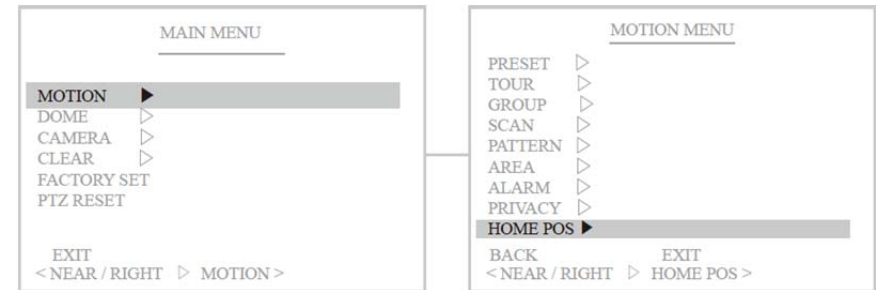 MAIN MENU
MOTION ▶
DOME ▷
CAMERA ▷
CLEAR ▷
FACTORY SET
PTZ RESET
EXIT
< NEAR / RIGHT ▷ MOTION >
MOTION MENU
PRESET ▷
TOUR ▷
GROUP ▷
SCAN ▷
PATTERN ▷
AREA ▷
ALARM ▷
PRIVACY ▷
HOME POS ▶
BACK EXIT
< NEAR / RIGHT ▷ HOME POS >